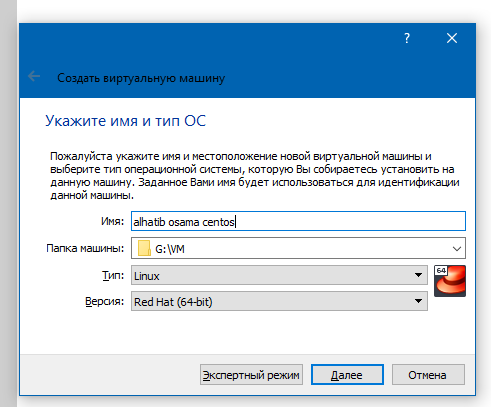 ?
Создать виртуальную машину
Укажите имя и тип ОС
Пожалуйста укажите имя и местоположение новой виртуальной машины и
выберите тип операционной системы, которую Вы собираетесь установить на
данную машину. Заданное Вами имя будет использоваться для идентификации
данной машины.
Имя: alhatib osama centos
Папка машины: G:\VM
Тип: Linux
64
Версия: Red Hat (64-bit)
Экспертный режим Далее Отмена